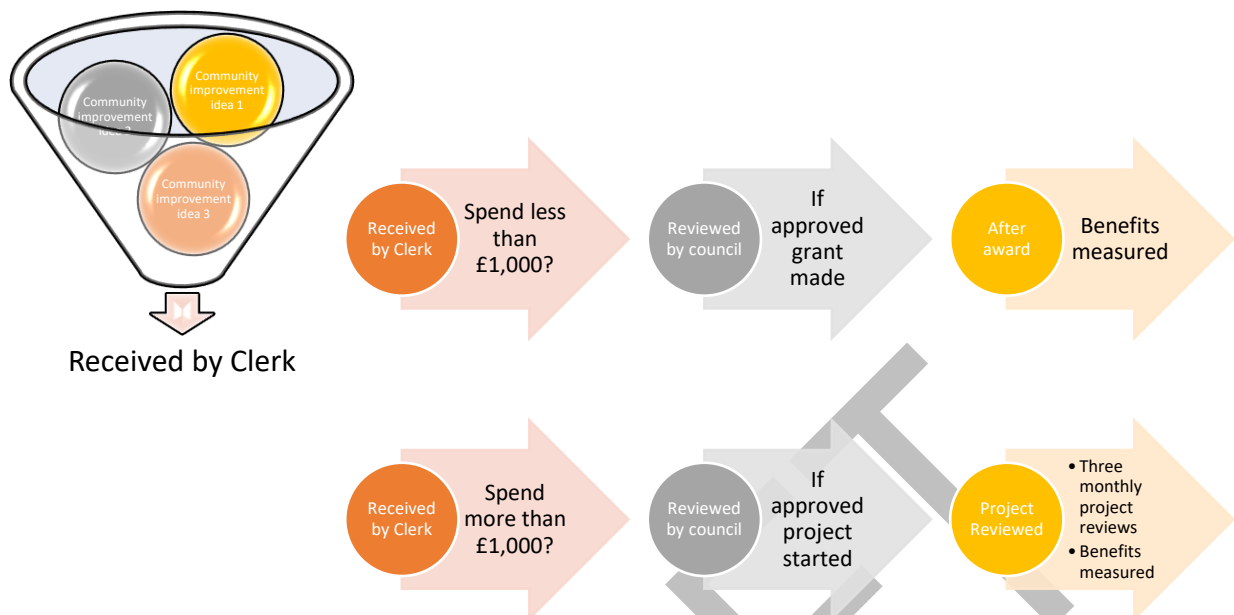 Community
improvement
idea 1
Community
improvement
idea 2
Community
improvement
idea 3
Received by Clerk
Received
by Clerk
Spend less
than
£1,000?
Reviewed
by council
If
approved
grant
made
After
award
Benefits
measured
Received
by Clerk
Spend
more than
£1,000?
Reviewed
by council
If
approved
project
started
Project
Reviewed
• Three
monthly
project
reviews
• Benefits
measured